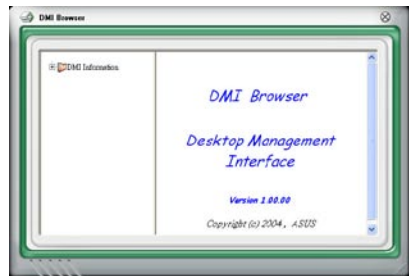 DMI Browser
DMI Information
DMI Browser
Desktop Management
Interface
Version 1.00.00
Copyright (c) 2004, ASUS